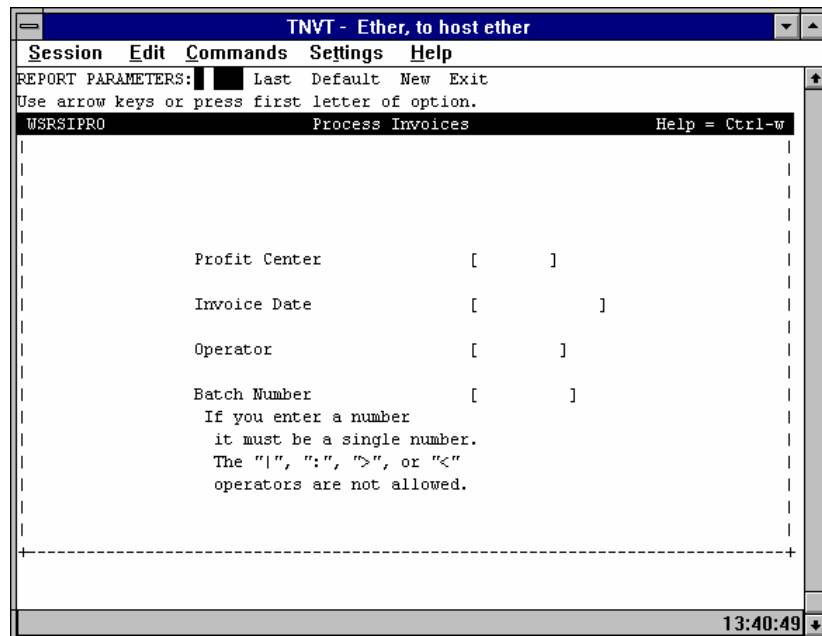 TNVT - Ether, to host ether
Session Edit Commands Settings Help
REPORT PARAMETERS: Last Default New Exit
Use arrow keys or press first letter of option.
WSRSIPRO Process Invoices Help = Ctrl-w
Profit Center [ ]
Invoice Date [ ]
Operator [ ]
Batch Number [ ]
If you enter a number
it must be a single number.
The "|", ":", ">", or "<"
operators are not allowed.
13:40:49